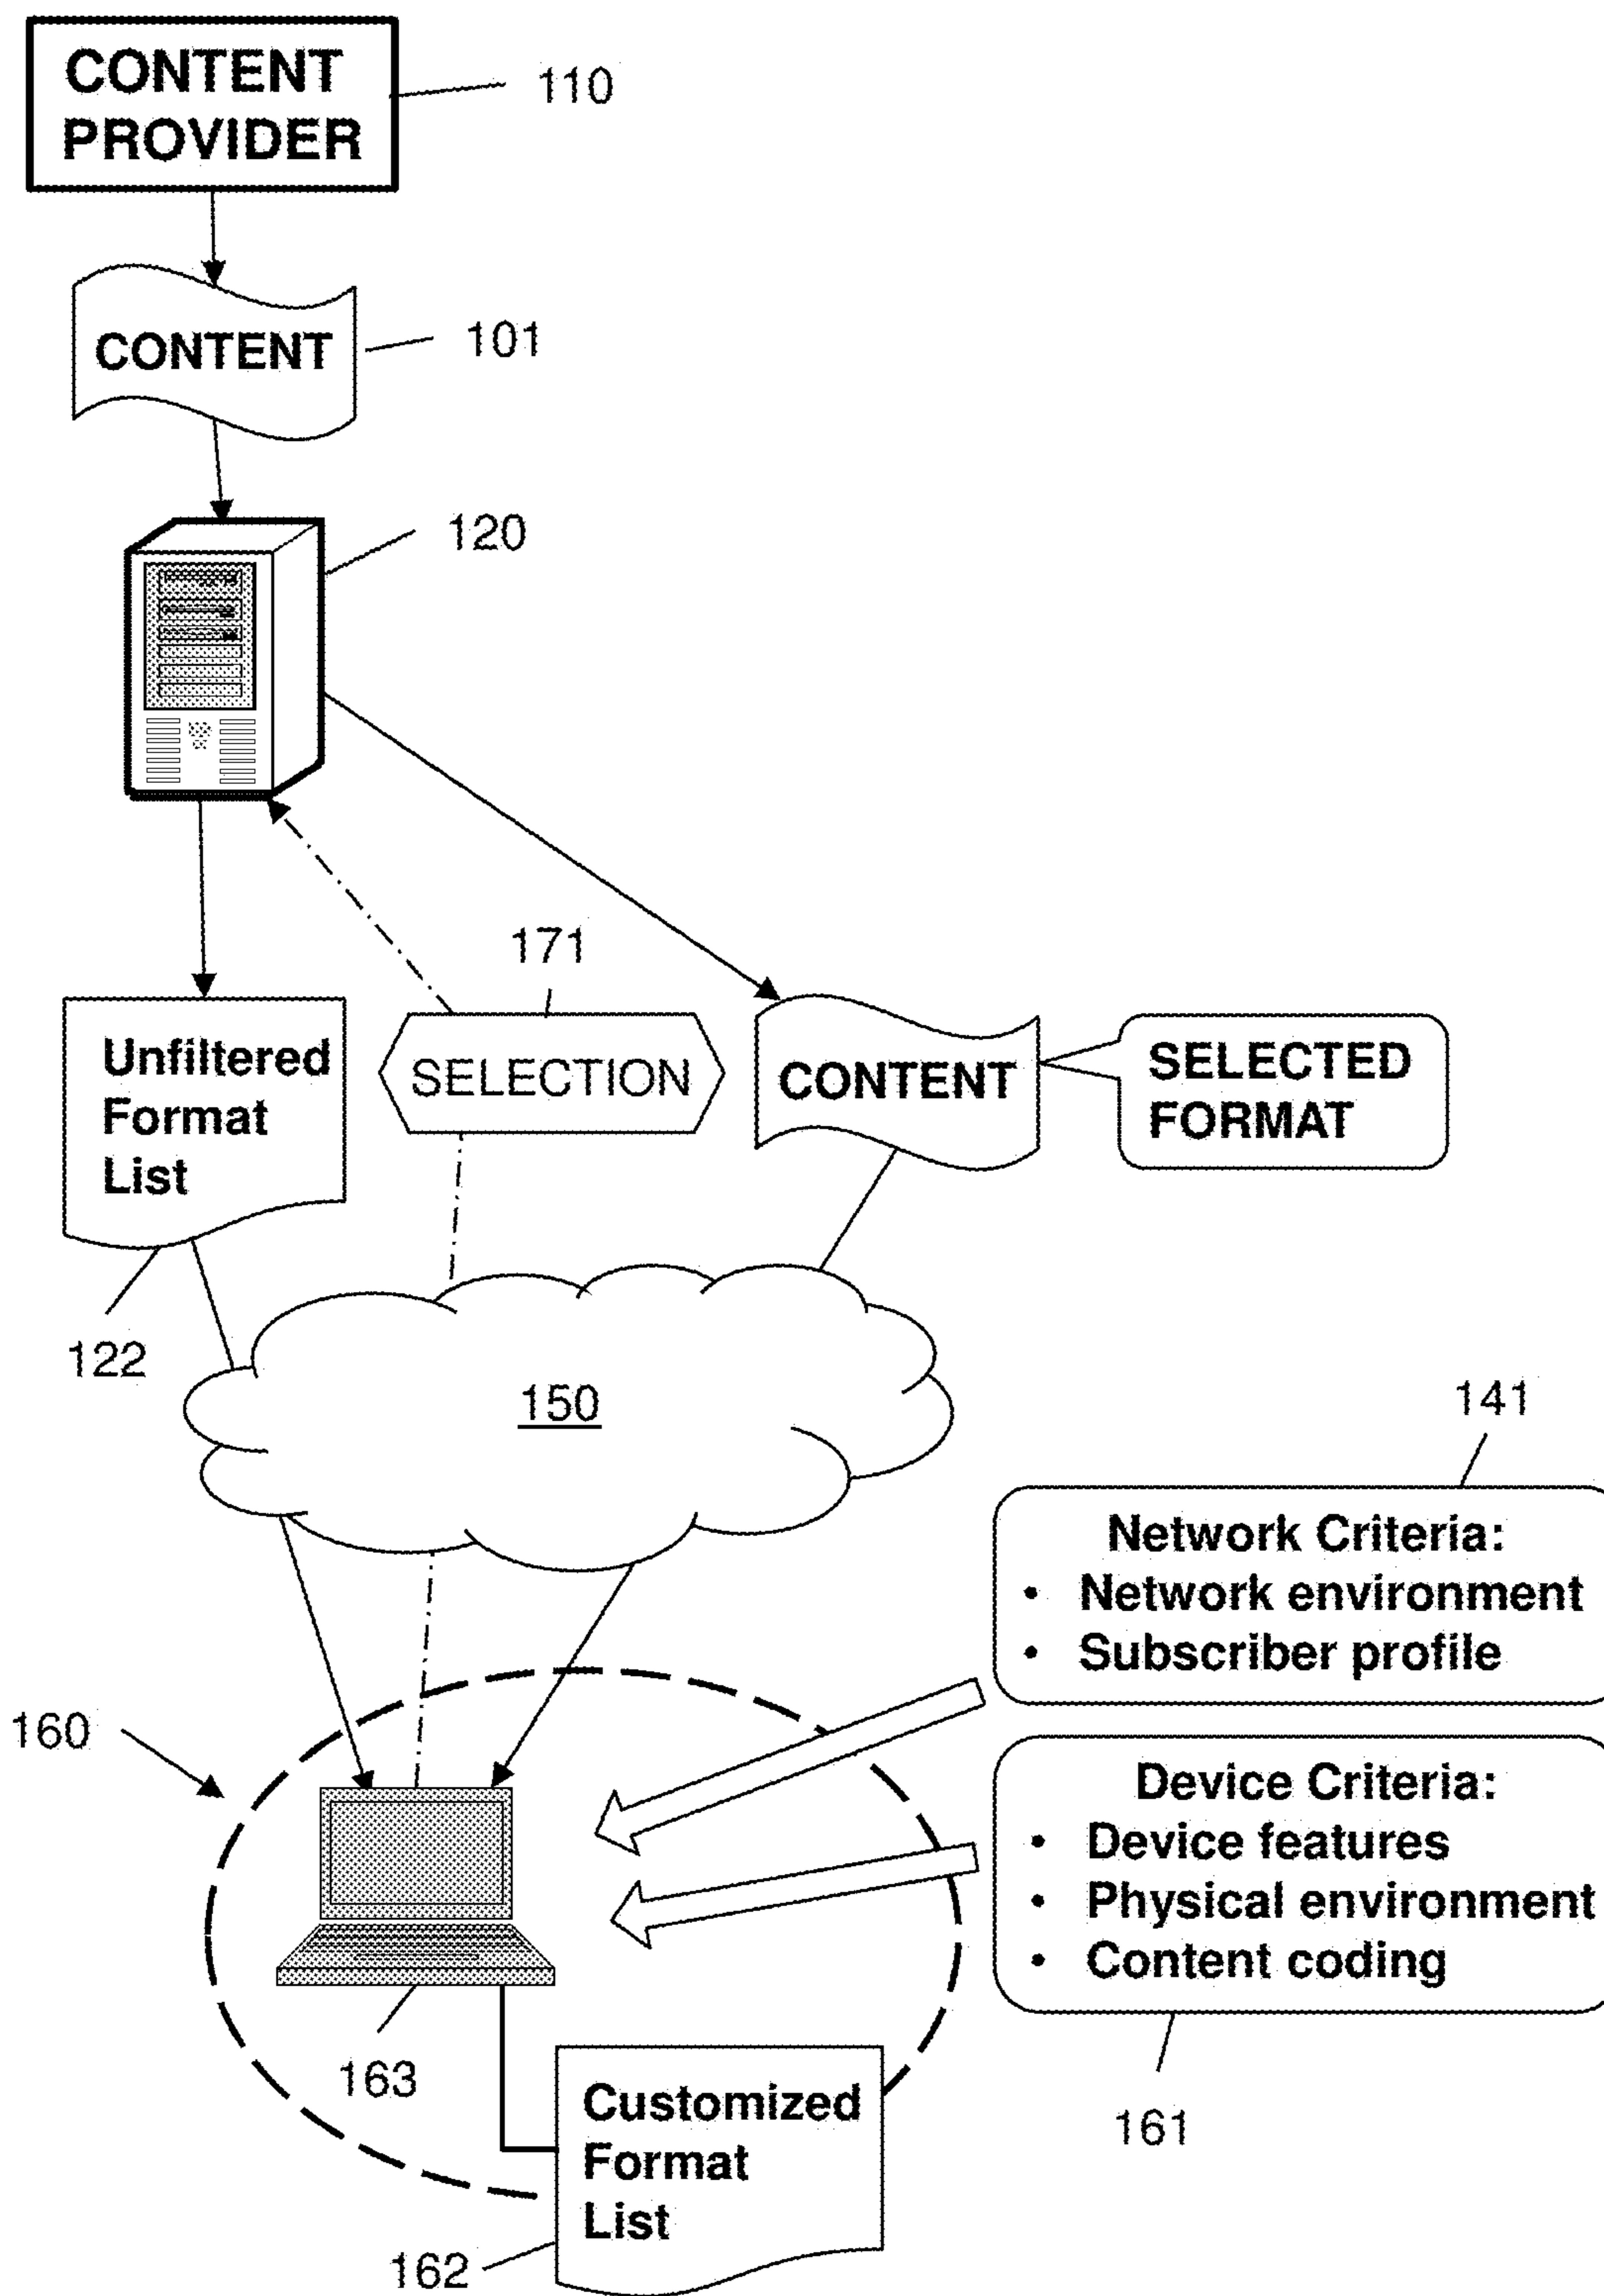 CONTENT
PROVIDER
110
CONTENT
101
120
171
Unfiltered
Format
List
SELECTION
CONTENT
SELECTED
FORMAT
122
150
141
Network Criteria:
• Network environment
• Subscriber profile
160
Device Criteria:
• Device features
• Physical environment
• Content coding
163
161
Customized
Format
List
162